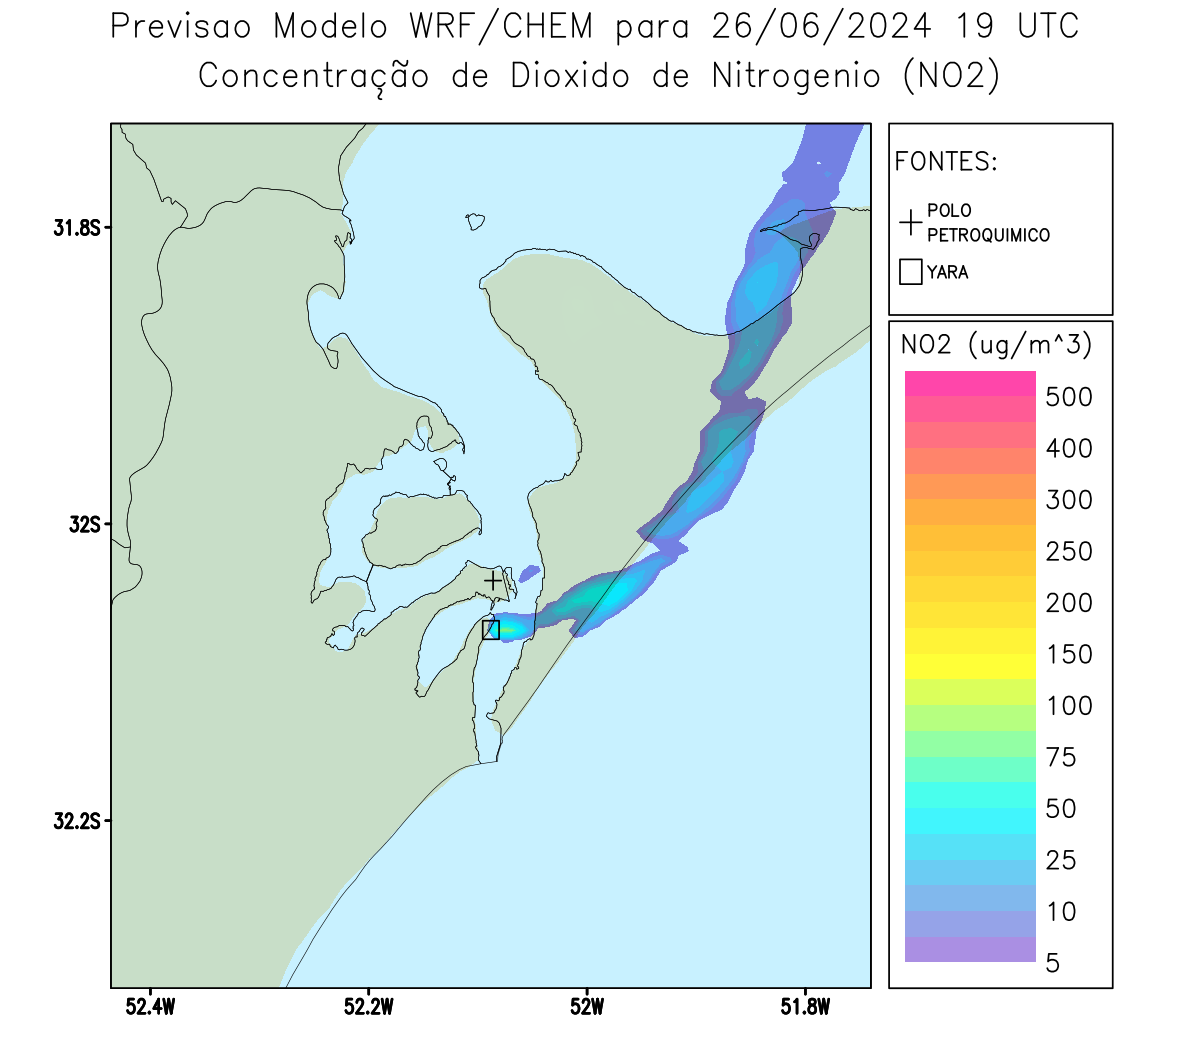 Previsao Modelo WRF/CHEM para 26/06/2024 19 UTC
Concentração de Dioxido de Nitrogenio (NO2)
FONTES:
POLO
PETROQUIMICO
YARA
31.8S
32S
32.2S
52.4W
52.2W
52W
51.8W
NO2 (ug/m^3)
500
400
300
250
200
150
100
75
50
25
10
5